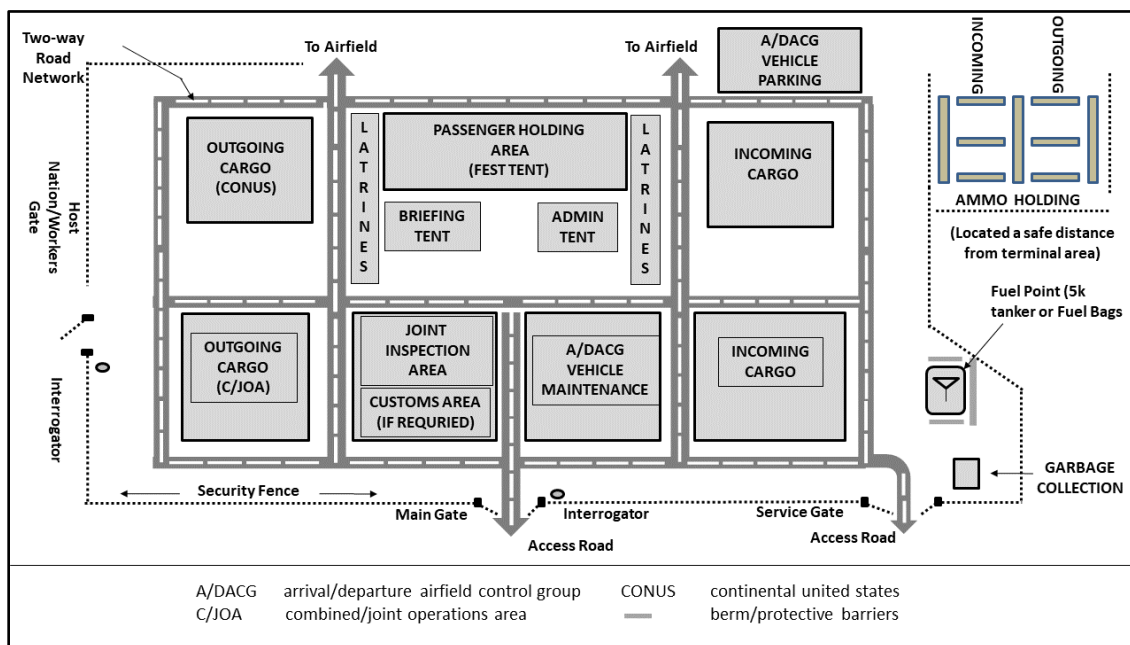 Two-way
Road
Network
To Airfield
To Airfield
A/DACG
VEHICLE
PARKING
INCOMING
OUTGOING
OUTGOING
CARGO
(CONUS)
LATRINES
PASSENGER HOLDING
AREA
(FEST TENT)
LATRINES
BRIEFING
TENT
ADMIN
TENT
INCOMING
CARGO
AMMO HOLDING
(Located a safe distance
from terminal area)
Host
Nation/Workers
Gate
Fuel Point (5k
tanker or Fuel Bags
OUTGOING
CARGO
(C/JOA)
JOINT
INSPECTION
AREA
CUSTOMS AREA
(IF REQURIED)
A/DACG
VEHICLE
MAINTENANCE
INCOMING
CARGO
Interrogator
GARBAGE
COLLECTION
Security Fence
Main Gate
Interrogator
Service Gate
Access Road
Access Road
A/DACG arrival/departure airfield control group CONUS continental united states
C/JOA combined/joint operations area berm/protective barriers